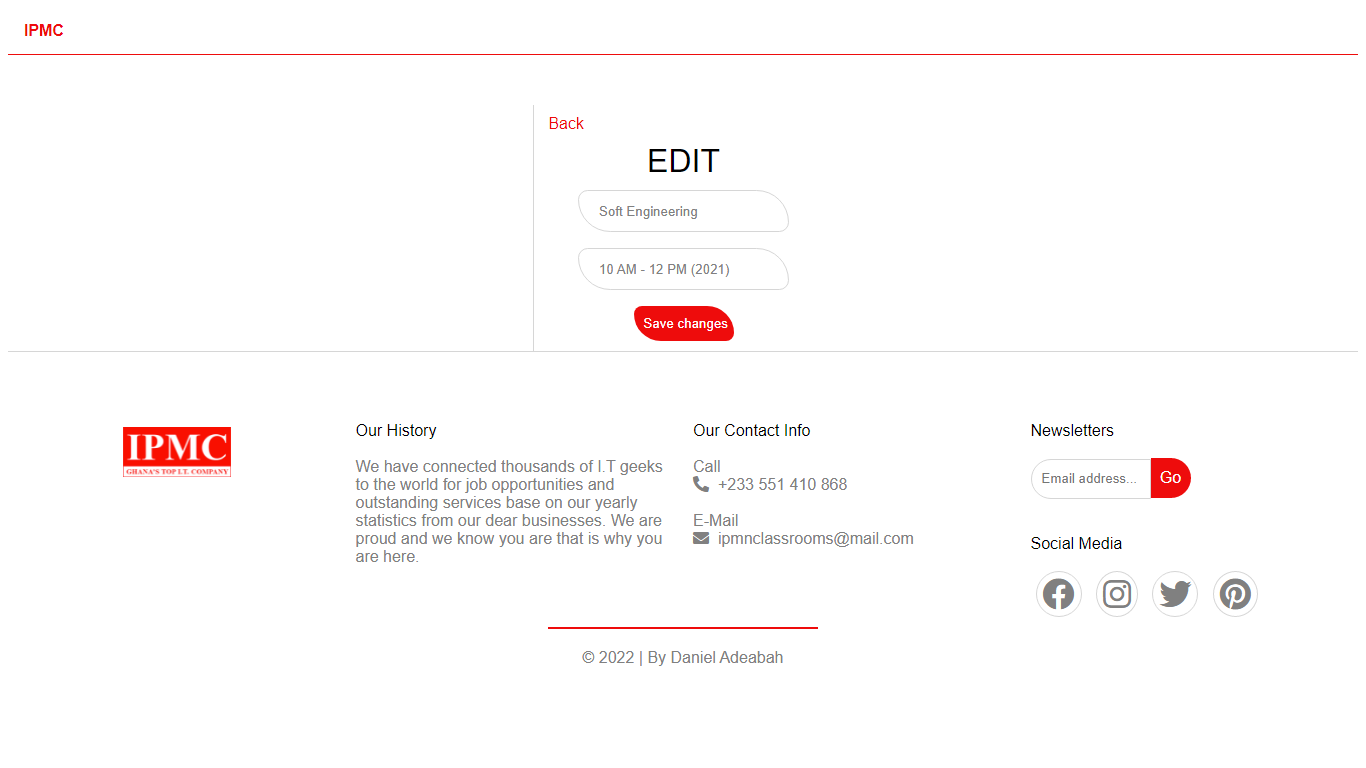 IPMC
Back
EDIT
Soft Engineering
10 AM - 12 PM (2021)
Save changes
IPMC
GHANA'S TOP I.T. COMPANY
Our History
We have connected thousands of I.T geeks
to the world for job opportunities and
outstanding services base on our yearly
statistics from our dear businesses. We are
proud and we know you are that is why you
are here.
Our Contact Info
Call
+233 551 410 868
E-Mail
ipmnclassrooms@mail.com
Newsletters
Email address... Go
Social Media
© 2022 | By Daniel Adeabah